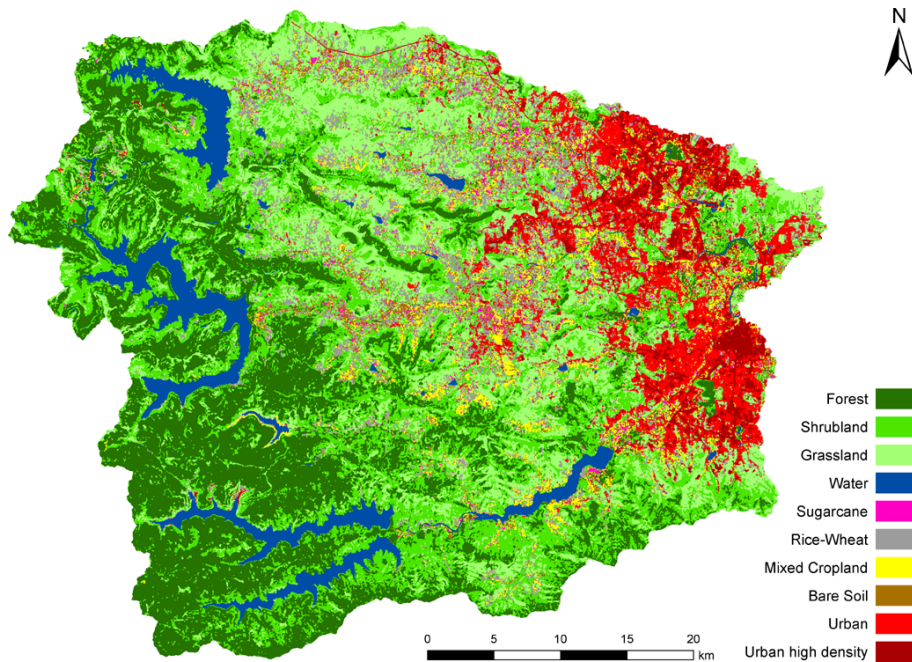 N
Forest
Shrubland
Grassland
Water
Sugarcane
Rice-Wheat
Mixed Cropland
Bare Soil
Urban
Urban high density
0 5 10 15 20
km